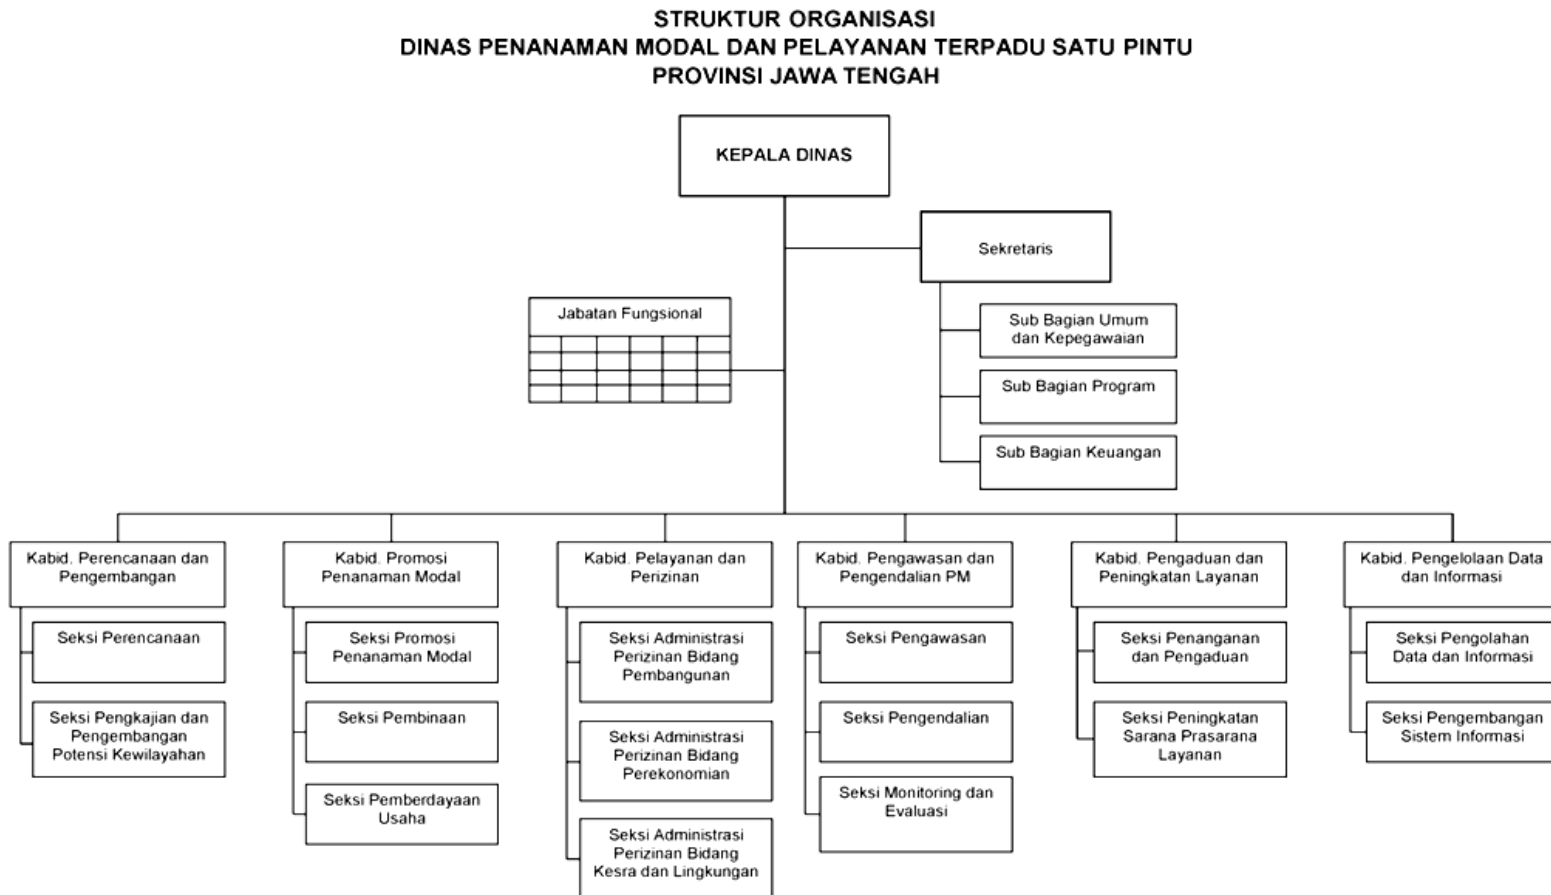 STRUKTUR ORGANISASI
DINAS PENANAMAN MODAL DAN PELAYANAN TERPADU SATU PINTU
PROVINSI JAWA TENGAH
KEPALA DINAS
Sekretaris
Jabatan Fungsional
Sub Bagian Umum
dan Kepegawaian
Sub Bagian Program
Sub Bagian Keuangan
Kabid. Perencanaan dan
Pengembangan
Seksi Perencanaan
Seksi Pengkajian dan
Pengembangan
Potensi Kewilayahan
Kabid. Promosi
Penanaman Modal
Seksi Promosi
Penanaman Modal
Seksi Pembinaan
Seksi Pemberdayaan
Usaha
Kabid. Pelayanan dan
Perizinan
Seksi Administrasi
Perizinan Bidang
Pembangunan
Seksi Administrasi
Perizinan Bidang
Perekonomian
Seksi Administrasi
Perizinan Bidang
Kesra dan Lingkungan
Kabid. Pengawasan dan
Pengendalian PM
Seksi Pengawasan
Seksi Pengendalian
Seksi Monitoring dan
Evaluasi
Kabid. Pengaduan dan
Peningkatan Layanan
Seksi Penanganan
dan Pengaduan
Seksi Peningkatan
Sarana Prasarana
Layanan
Kabid. Pengelolaan Data
dan Informasi
Seksi Pengolahan
Data dan Informasi
Seksi Pengembangan
Sistem Informasi